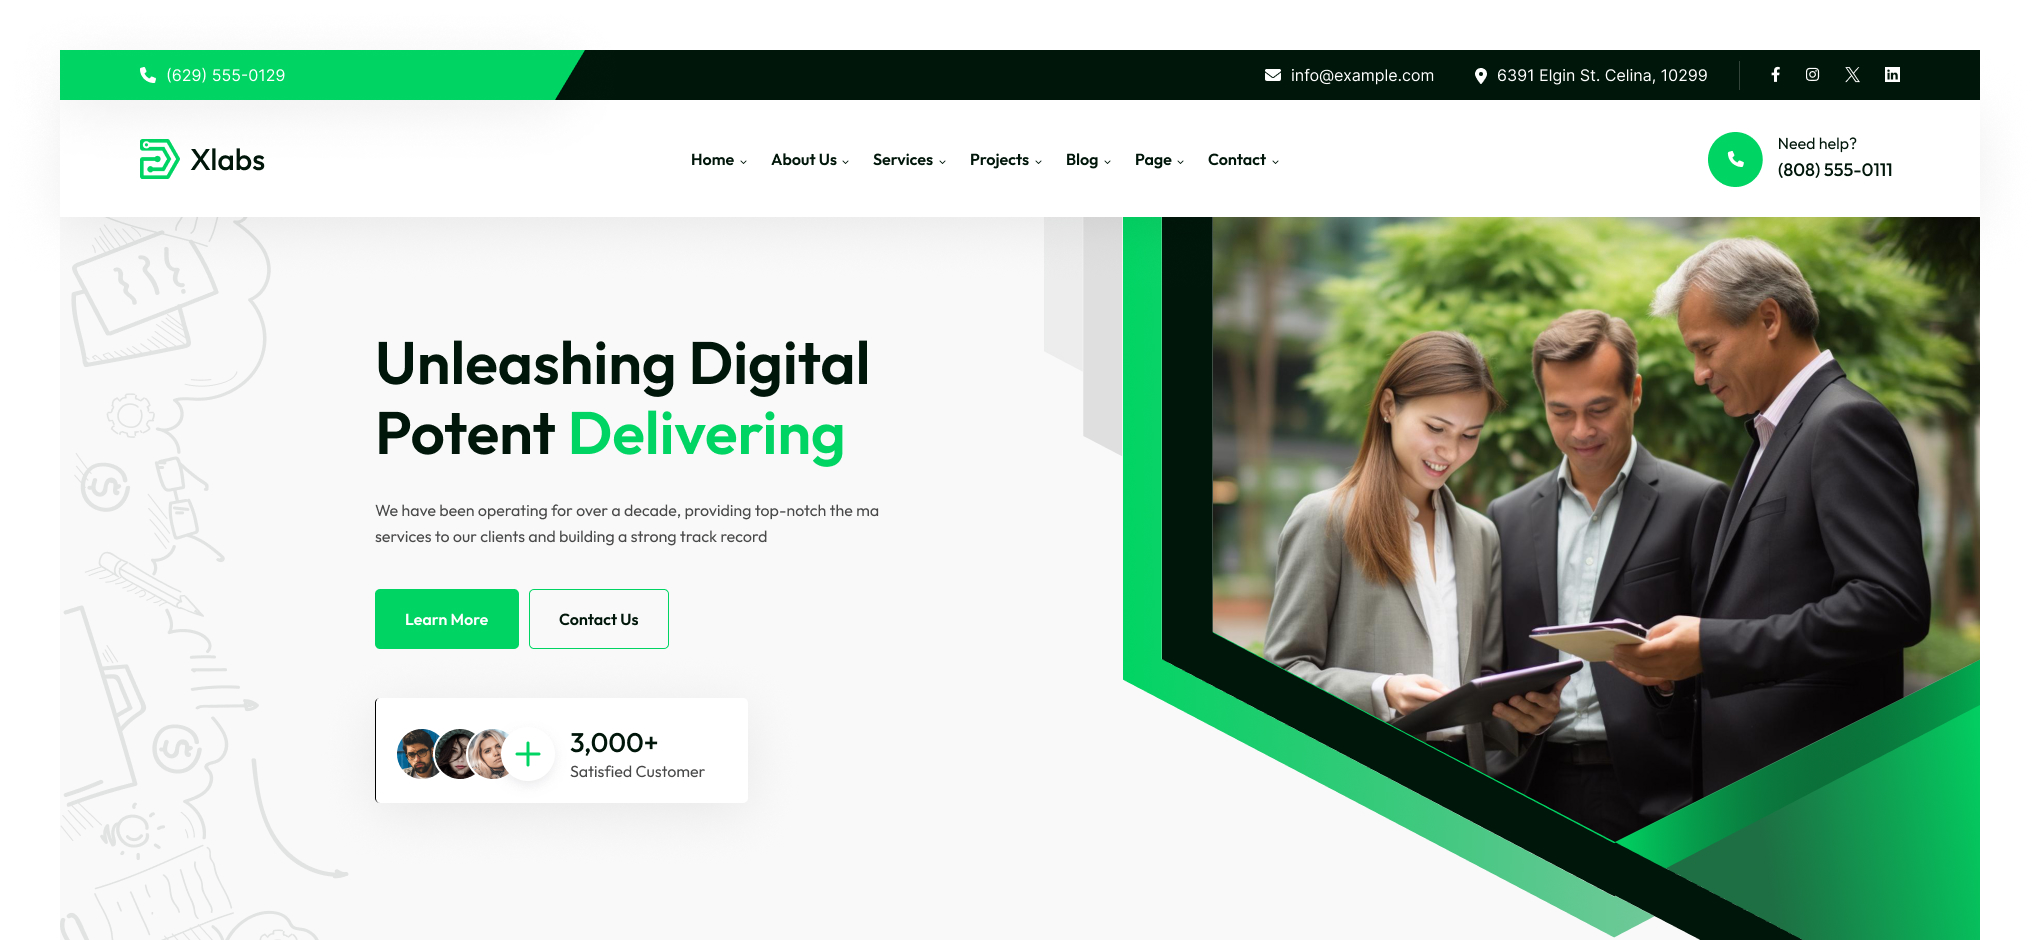 (629) 555-0129
info@example.com
6391 Elgin St. Celina, 10299
Xlabs
Home
About Us
Services
Projects
Blog
Page
Contact
Need help?
(808) 555-0111
Unleashing Digital
Potent Delivering
We have been operating for over a decade, providing top-notch the ma
services to our clients and building a strong track record
Learn More
Contact Us
3,000+
Satisfied Customer